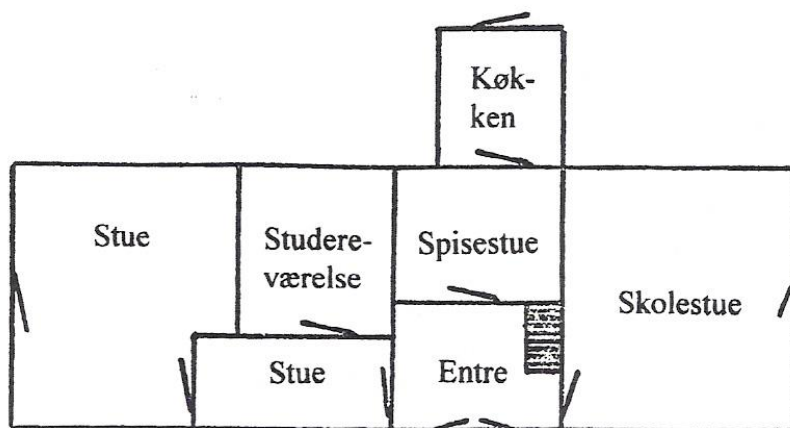 Køk-
ken
Stue
Studere-
værelse
Spisestue
Skolestue
Stue
Entre